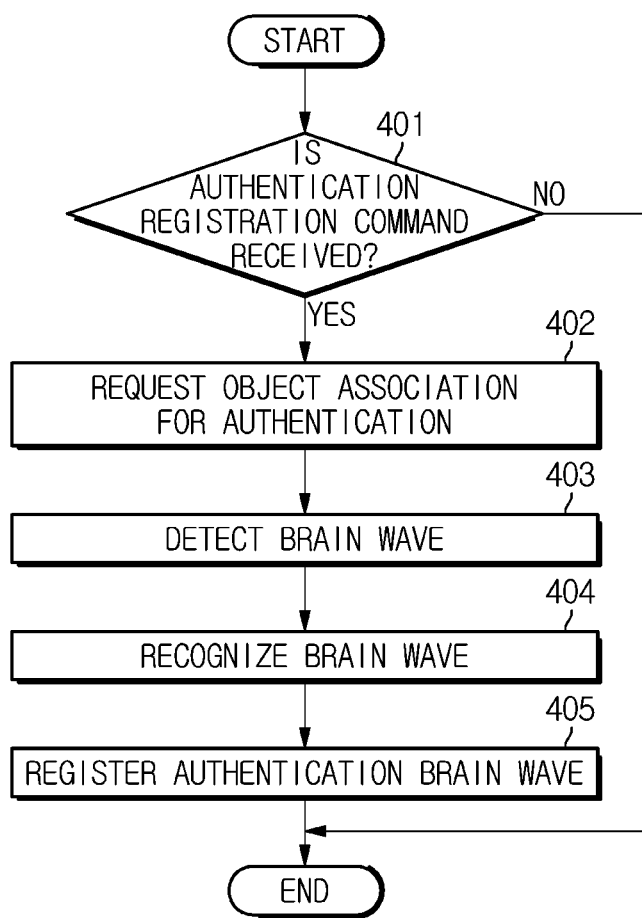 START
401
IS
AUTHENTICATION
REGISTRATION COMMAND
RECEIVED?
NO
YES
402
REQUEST OBJECT ASSOCIATION
FOR AUTHENTICATION
403
DETECT BRAIN WAVE
404
RECOGNIZE BRAIN WAVE
405
REGISTER AUTHENTICATION BRAIN WAVE
END